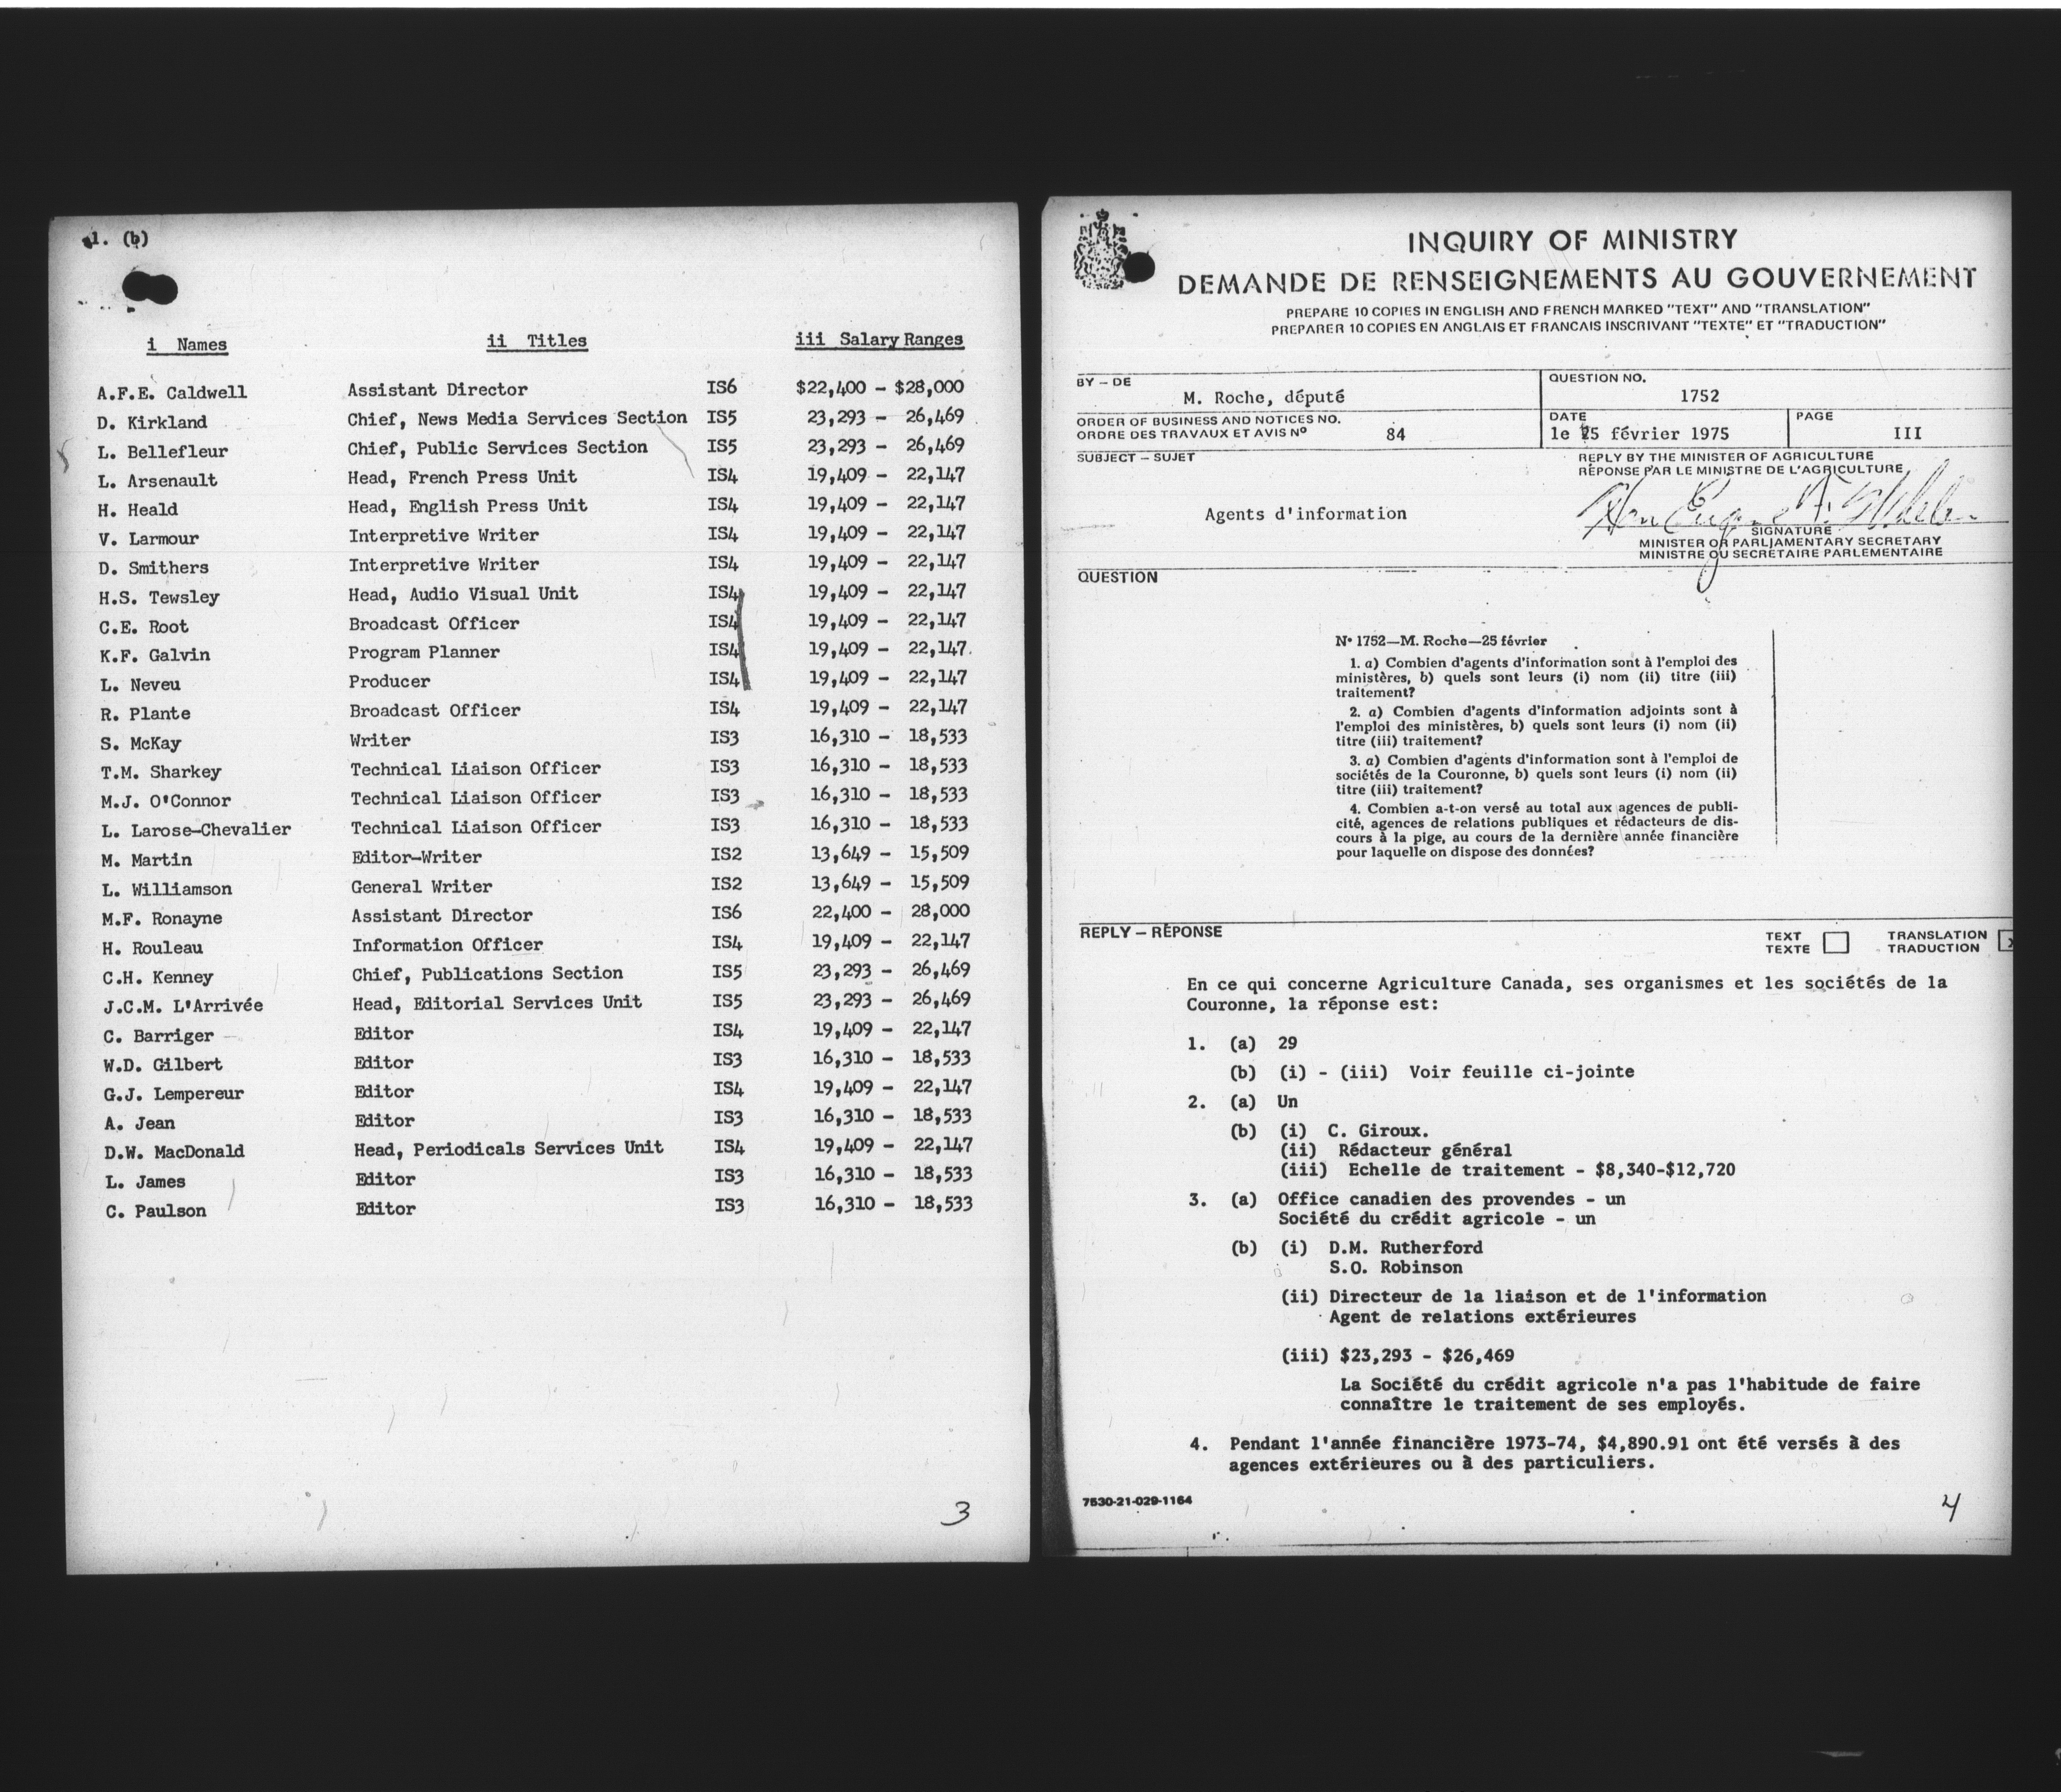 1. (b)
i Names ii Titles iii Salary Ranges
A.F.E. Caldwell Assistant Director IS6 $22,400 - $28,000
D. Kirkland Chief, News Media Services Section IS5 23,293 - 26,469
L. Bellefleur Chief, Public Services Section IS5 23,293 - 26,469
L. Arsenault Head, French Press Unit IS4 19,409 - 22,147
H. Heald Head, English Press Unit IS4 19,409 - 22,147
V. Larmour Interpretive Writer IS4 19,409 - 22,147
D. Smithers Interpretive Writer IS4 19,409 - 22,147
H.S. Tewsley Head, Audio Visual Unit IS4 19,409 - 22,147
C.E. Root Broadcast Officer IS4 19,409 - 22,147
K.F. Galvin Program Planner IS4 19,409 - 22,147
L. Neveu Producer IS4 19,409 - 22,147
R. Plante Broadcast Officer IS4 19,409 - 22,147
S. McKay Writer IS3 16,310 - 18,533
T.M. Sharkey Technical Liaison Officer IS3 16,310 - 18,533
M.J. O'Connor Technical Liaison Officer IS3 16,310 - 18,533
L. Larose-Chevalier Technical Liaison Officer IS3 16,310 - 18,533
M. Martin Editor-Writer IS2 13,649 - 15,509
L. Williamson General Writer IS2 13,649 - 15,509
M.F. Ronayne Assistant Director IS6 22,400 - 28,000
H. Rouleau Information Officer IS4 19,409 - 22,147
C.H. Kenney Chief, Publications Section IS5 23,293 - 26,469
J.C.M. L'Arrivée Head, Editorial Services Unit IS5 23,293 - 26,469
C. Barriger Editor IS4 19,409 - 22,147
W.D. Gilbert Editor IS3 16,310 - 18,533
G.J. Lempereur Editor IS4 19,409 - 22,147
A. Jean Editor IS3 16,310 - 18,533
D.W. MacDonald Head, Periodicals Services Unit IS4 19,409 - 22,147
L. James Editor IS3 16,310 - 18,533
C. Paulson Editor IS3 16,310 - 18,533
3
INQUIRY OF MINISTRY
DEMANDE DE RENSEIGNEMENTS AU GOUVERNEMENT
PREPARE 10 COPIES IN ENGLISH AND FRENCH MARKED "TEXT" AND "TRANSLATION"
PREPARER 10 COPIES EN ANGLAIS ET FRANCAIS INSCRIVANT "TEXTE" ET "TRADUCTION"
BY – DE
M. Roche, député
QUESTION NO.
1752
ORDER OF BUSINESS AND NOTICES NO.
ORDRE DES TRAVAUX ET AVIS Nº 84
DATE
le 25 février 1975
PAGE
III
SUBJECT – SUJET
Agents d'information
REPLY BY THE MINISTER OF AGRICULTURE
RÉPONSE PAR LE MINISTRE DE L'AGRICULTURE
SIGNATURE
MINISTER OR PARLIAMENTARY SECRETARY
MINISTRE OU SECRÉTAIRE PARLEMENTAIRE
QUESTION
Nº 1752—M. Roche—25 février
1. a) Combien d'agents d'information sont à l'emploi des
ministères, b) quels sont leurs (i) nom (ii) titre (iii)
traitement?
2. a) Combien d'agents d'information adjoints sont à
l'emploi des ministères, b) quels sont leurs (i) nom (ii)
titre (iii) traitement?
3. a) Combien d'agents d'information sont à l'emploi de
sociétés de la Couronne, b) quels sont leurs (i) nom (ii)
titre (iii) traitement?
4. Combien a-t-on versé au total aux agences de publi-
cité, agences de relations publiques et rédacteurs de dis-
cours à la pige, au cours de la dernière année financière
pour laquelle on dispose des données?
REPLY – RÉPONSE
TEXT
TEXTE
TRANSLATION
TRADUCTION x
En ce qui concerne Agriculture Canada, ses organismes et les sociétés de la
Couronne, la réponse est:
1. (a) 29
(b) (i) - (iii) Voir feuille ci-jointe
2. (a) Un
(b) (i) C. Giroux.
(ii) Rédacteur général
(iii) Echelle de traitement - $8,340-$12,720
3. (a) Office canadien des provendes - un
Société du crédit agricole - un
(b) (i) D.M. Rutherford
S.O. Robinson
(ii) Directeur de la liaison et de l'information
Agent de relations extérieures
(iii) $23,293 - $26,469
La Société du crédit agricole n'a pas l'habitude de faire
connaître le traitement de ses employés.
4. Pendant l'année financière 1973-74, $4,890.91 ont été versés à des
agences extérieures ou à des particuliers.
7530-21-029-1164
4